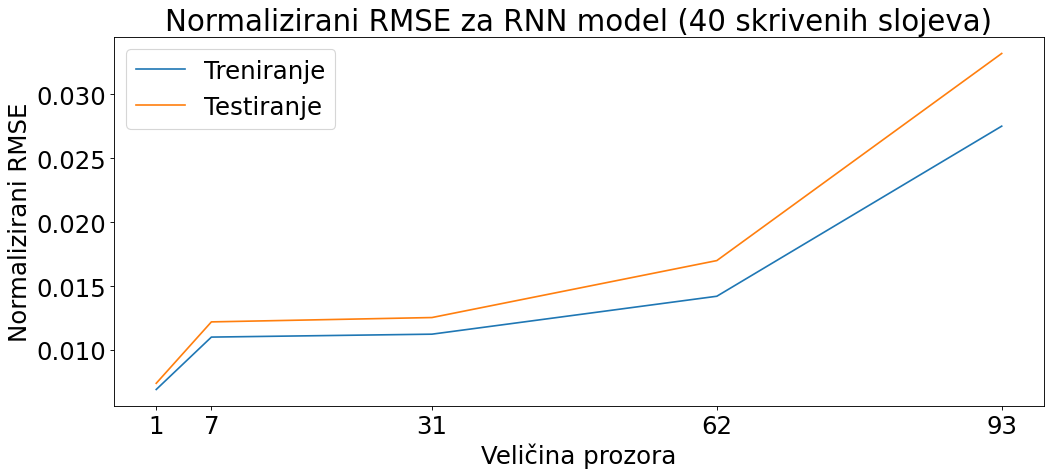 Normalizirani RMSE za RNN model (40 skrivenih slojeva)
Treniranje
Testiranje
Normalizirani RMSE
0.030
0.025
0.020
0.015
0.010
1 7 31 62 93
Veličina prozora